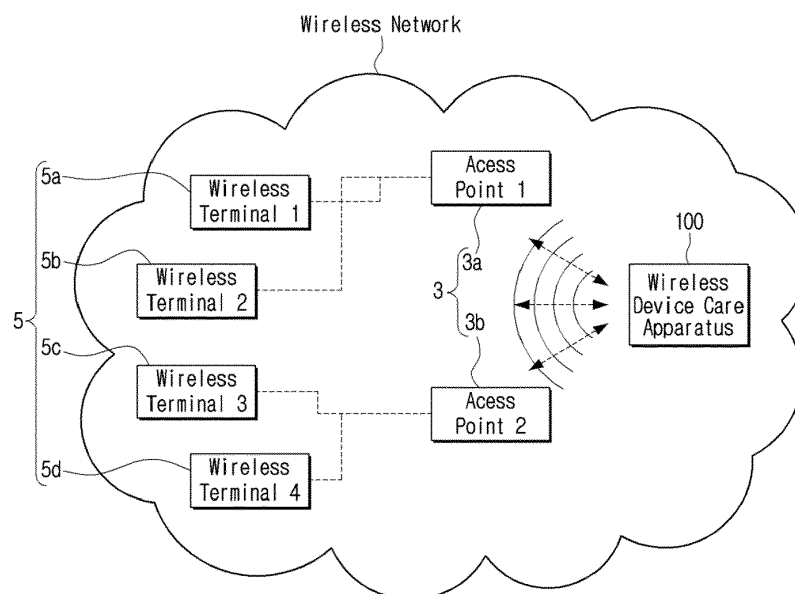 Wireless Network
5a
Wireless
Terminal 1
Acess
Point 1
100
5b
Wireless
Terminal 2
3a
3
Wireless
Device Care
Apparatus
5
5c
3b
Wireless
Terminal 3
Acess
Point 2
5d
Wireless
Terminal 4